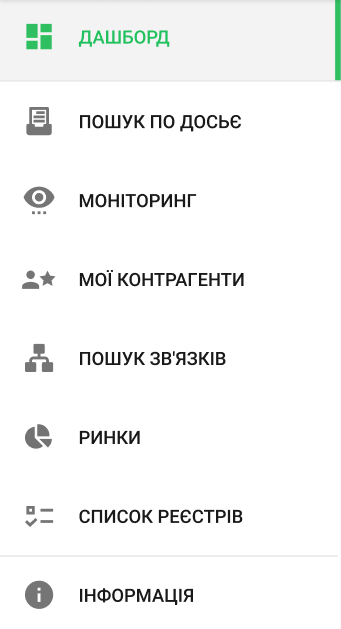 ДАШБОРД
ПОШУК ПО ДОСЬЄ
МОНІТОРИНГ
МОЇ КОНТРАГЕНТИ
ПОШУК ЗВ'ЯЗКІВ
РИНКИ
СПИСОК РЕЄСТРІВ
ІНФОРМАЦІЯ